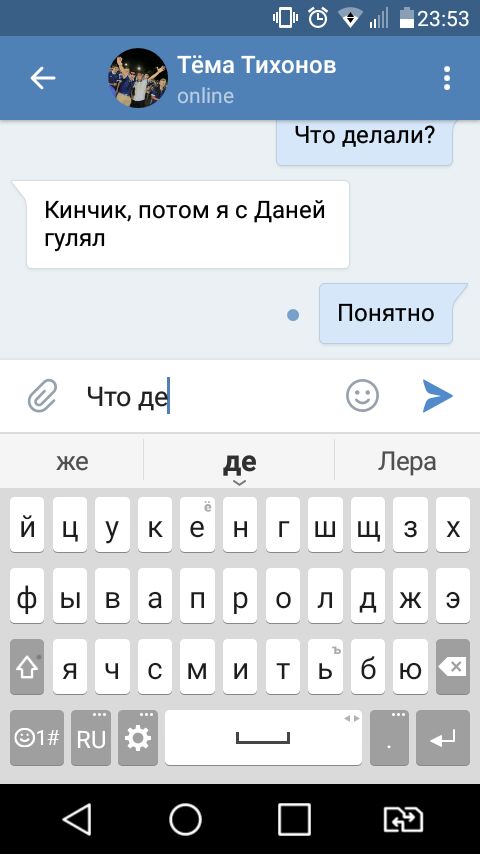 23:53
Тёма Тихонов
online
Что делали?
Кинчик, потом я с Даней
гулял
Понятно
Что де
же де Лера
й ц у к е ё н г ш щ з х
ф ы в а п р о л д ж э
я ч с м и т ь ъ б ю
1# RU .